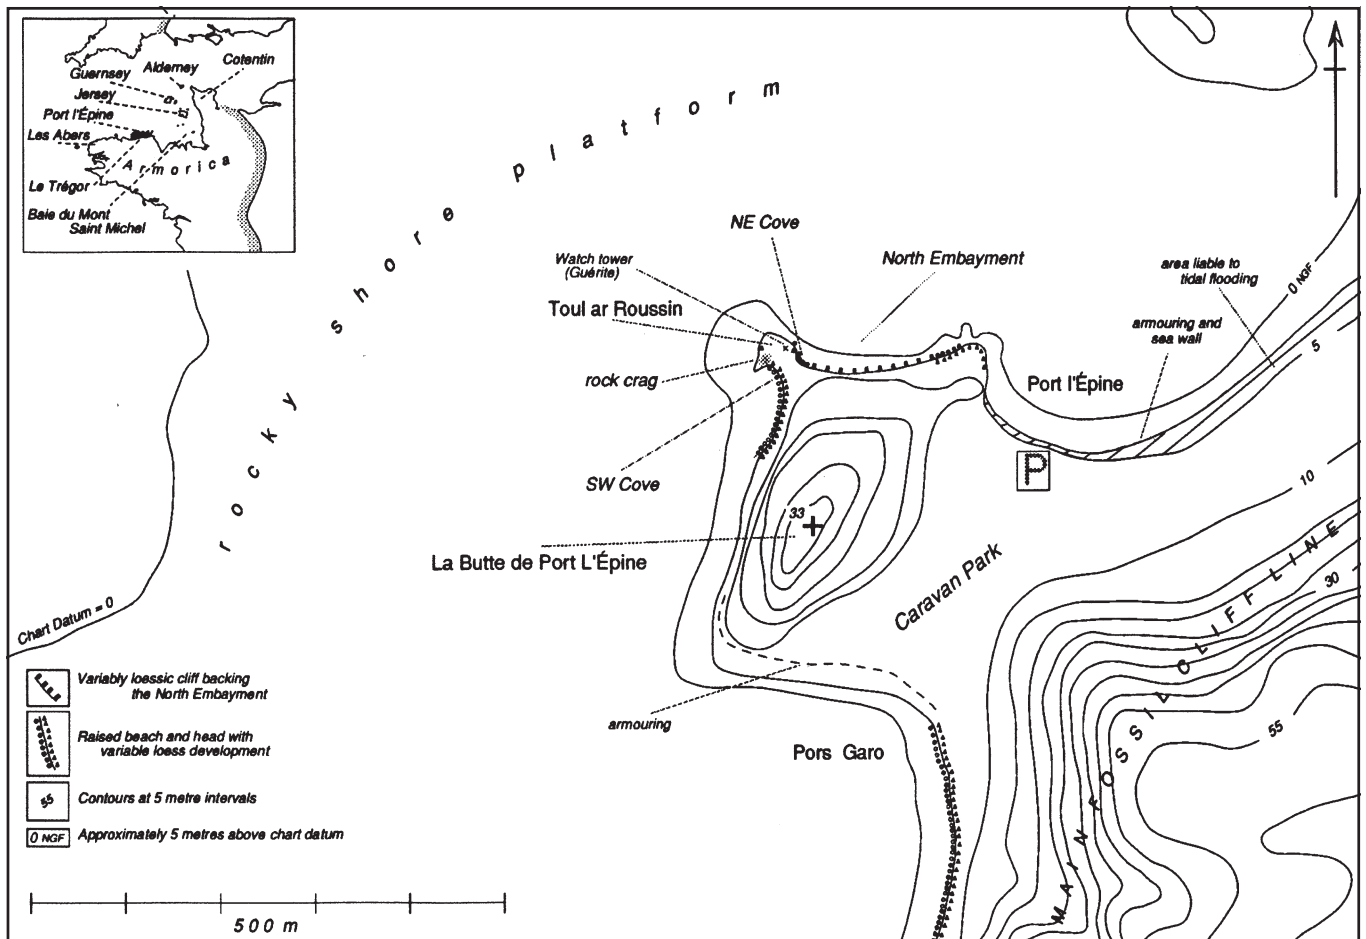 Guernsey
Alderney
Cotentin
Jersey
Port l'Épine
Les Abers
Armorica
Le Trégor
Baie du Mont
Saint Michel
rocky shore platform
NE Cove
Watch tower
(Guérite)
North Embayment
area liable to
tidal flooding
0 NGF
Toul ar Roussin
armouring and
sea wall
5
rock crag
Port l'Épine
P
SW Cove
10
33
La Butte de Port L'Épine
Caravan Park
MAIN FOSSIL CLIFF LINE
30
Chart Datum = 0
armouring
Pors Garo
55
Variably loessic cliff backing
the North Embayment
Raised beach and head with
variable loess development
55
Contours at 5 metre intervals
0 NGF
Approximately 5 metres above chart datum
500 m